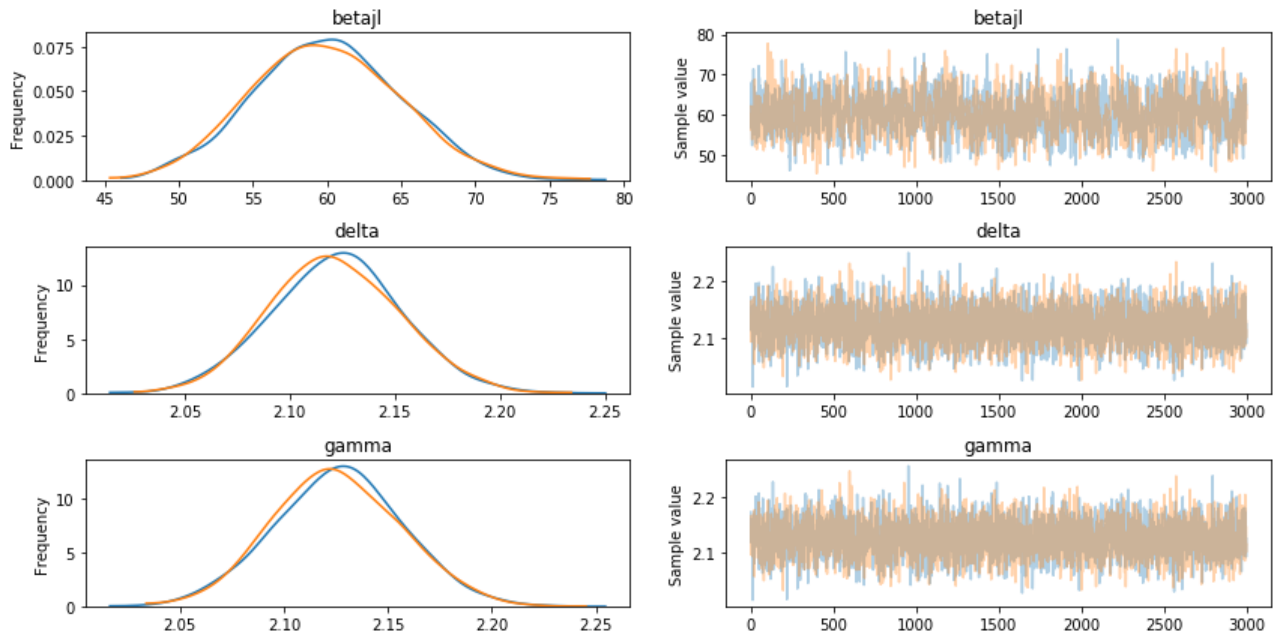 betajl
Frequency
0.075
0.050
0.025
0.000
45 50 55 60 65 70 75 80
betajl
Sample value
80
70
60
50
0 500 1000 1500 2000 2500 3000
delta
Frequency
10
5
0
2.05 2.10 2.15 2.20 2.25
delta
Sample value
2.2
2.1
0 500 1000 1500 2000 2500 3000
gamma
Frequency
10
5
0
2.05 2.10 2.15 2.20 2.25
gamma
Sample value
2.2
2.1
0 500 1000 1500 2000 2500 3000